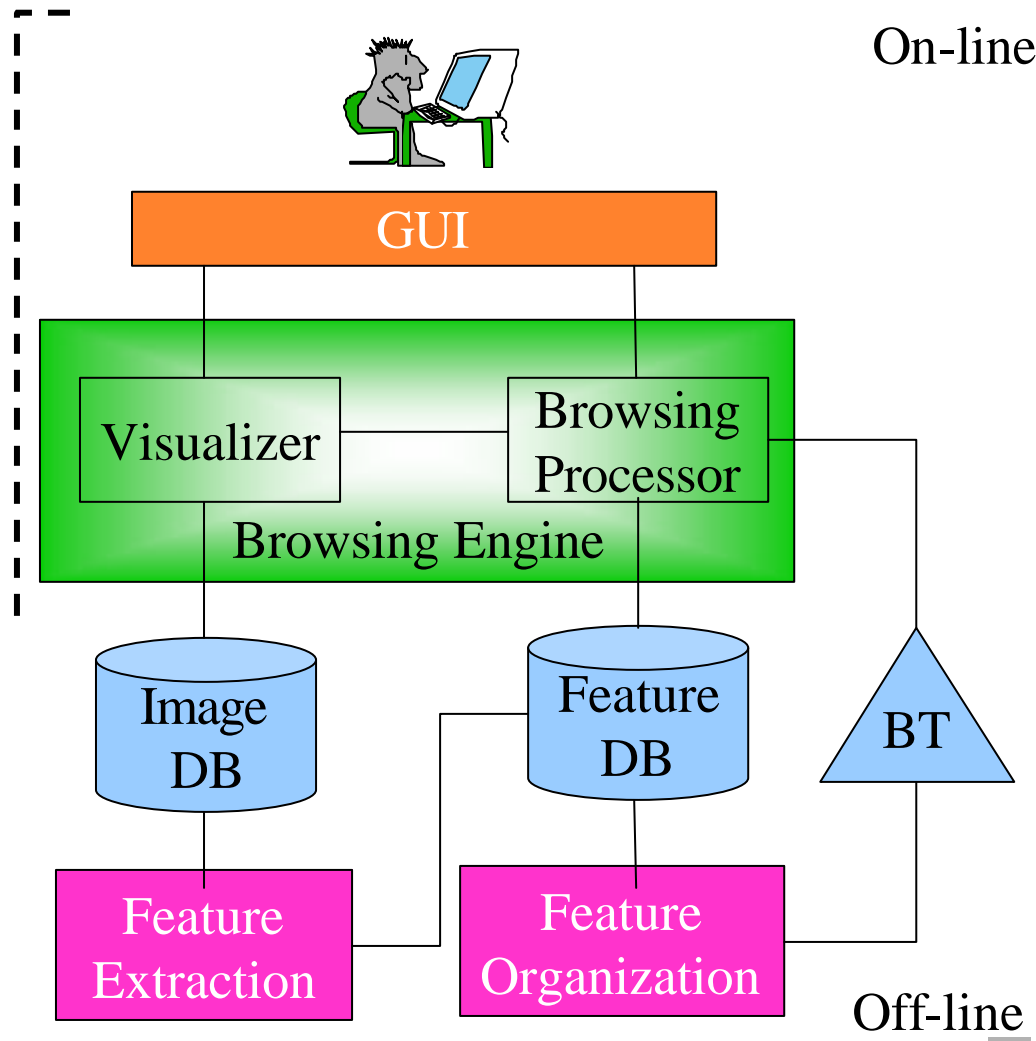 On-line
GUI
Visualizer
Browsing
Processor
Browsing Engine
Image
DB
Feature
DB
BT
Feature
Extraction
Feature
Organization
Off-line